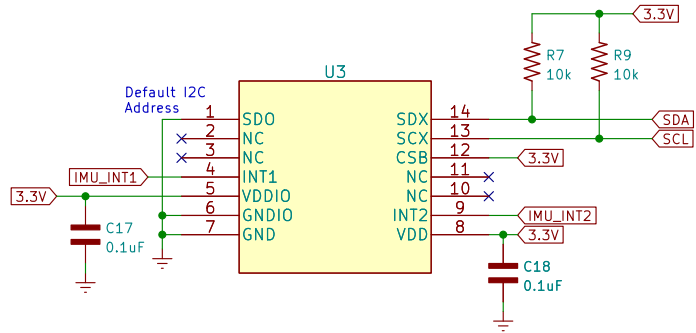 3.3V
U3
R7
10k
R9
10k
Default I2C
Address
1
SDO
SDX
14
SDA
2
NC
SCX
13
SCL
3
NC
CSB
12
3.3V
IMU_INT1
4
INT1
NC
11
3.3V
5
VDDIO
NC
10
6
GNDIO
INT2
9
IMU_INT2
7
GND
VDD
8
3.3V
C17
0.1uF
C18
0.1uF